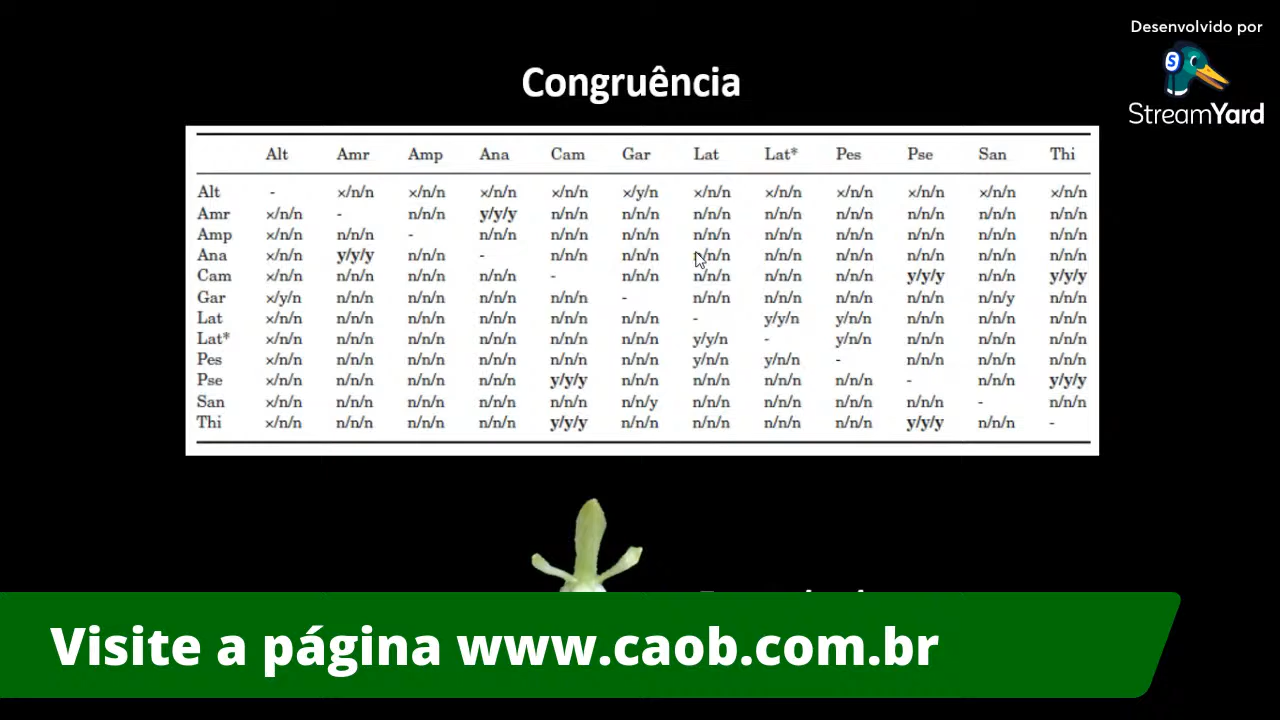 Desenvolvido por
StreamYard
Congruência
Alt Amr Amp Ana Cam Gar Lat Lat* Pes Pse San Thi
Alt - ×/n/n ×/n/n ×/n/n ×/n/n ×/y/n ×/n/n ×/n/n ×/n/n ×/n/n ×/n/n ×/n/n
Amr ×/n/n - n/n/n y/y/y n/n/n n/n/n n/n/n n/n/n n/n/n n/n/n n/n/n n/n/n
Amp ×/n/n n/n/n - n/n/n n/n/n n/n/n n/n/n n/n/n n/n/n n/n/n n/n/n n/n/n
Ana ×/n/n y/y/y n/n/n - n/n/n n/n/n n/n/n n/n/n n/n/n n/n/n n/n/n n/n/n
Cam ×/n/n n/n/n n/n/n n/n/n - n/n/n n/n/n n/n/n n/n/n y/y/y n/n/n y/y/y
Gar ×/y/n n/n/n n/n/n n/n/n n/n/n - n/n/n n/n/n n/n/n n/n/n n/n/y n/n/n
Lat ×/n/n n/n/n n/n/n n/n/n n/n/n n/n/n - y/y/n y/n/n n/n/n n/n/n n/n/n
Lat* ×/n/n n/n/n n/n/n n/n/n n/n/n n/n/n y/y/n - y/n/n n/n/n n/n/n n/n/n
Pes ×/n/n n/n/n n/n/n n/n/n n/n/n n/n/n y/n/n y/n/n - n/n/n n/n/n n/n/n
Pse ×/n/n n/n/n n/n/n n/n/n y/y/y n/n/n n/n/n n/n/n n/n/n - n/n/n y/y/y
San ×/n/n n/n/n n/n/n n/n/n n/n/n n/n/y n/n/n n/n/n n/n/n n/n/n - n/n/n
Thi ×/n/n n/n/n n/n/n n/n/n y/y/y n/n/n n/n/n n/n/n n/n/n y/y/y n/n/n -
Visite a página www.caob.com.br